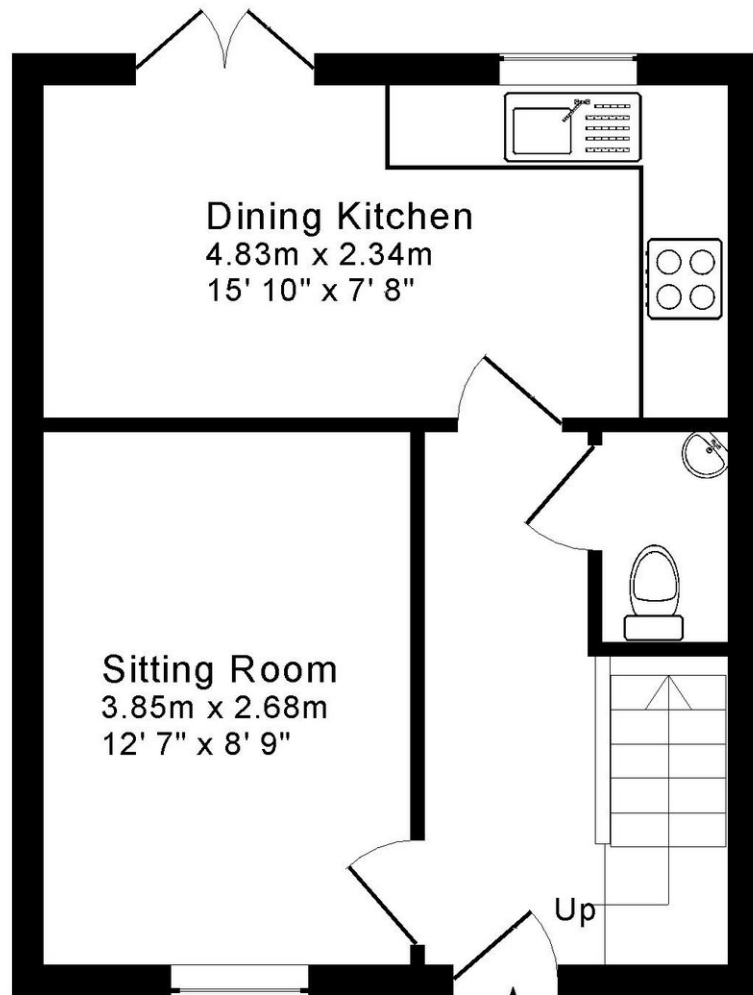 Dining Kitchen
4.83m x 2.34m
15' 10" x 7' 8"
Sitting Room
3.85m x 2.68m
12' 7" x 8' 9"
Up